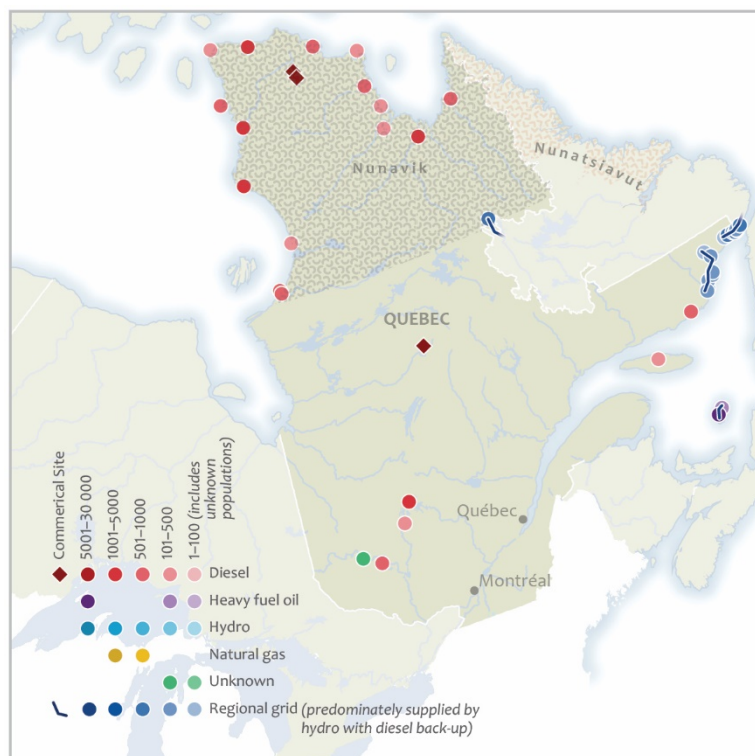 Nunavik
Nunatsiavut
QUEBEC
Québec
Montréal
Commerical Site
5001–30 000
1001–5000
501–1000
101–500
1–100 (includes
unknown
populations)
Diesel
Heavy fuel oil
Hydro
Natural gas
Unknown
Regional grid (predominately supplied by
hydro with diesel back-up)